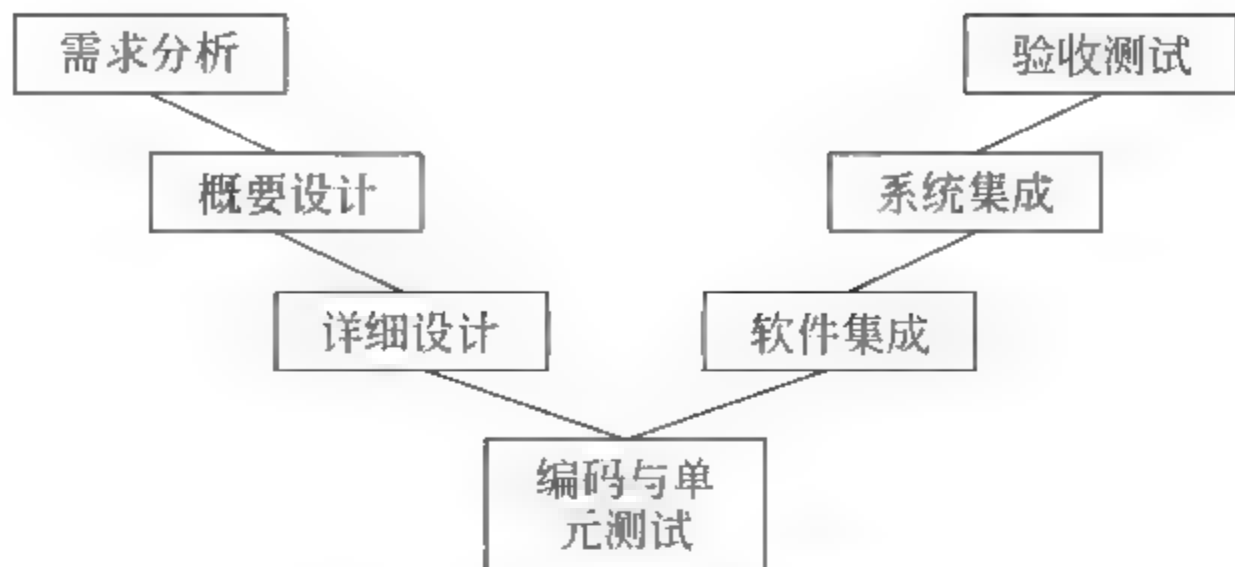 需求分析
验收测试
概要设计
系统集成
详细设计
软件集成
编码与单
元测试